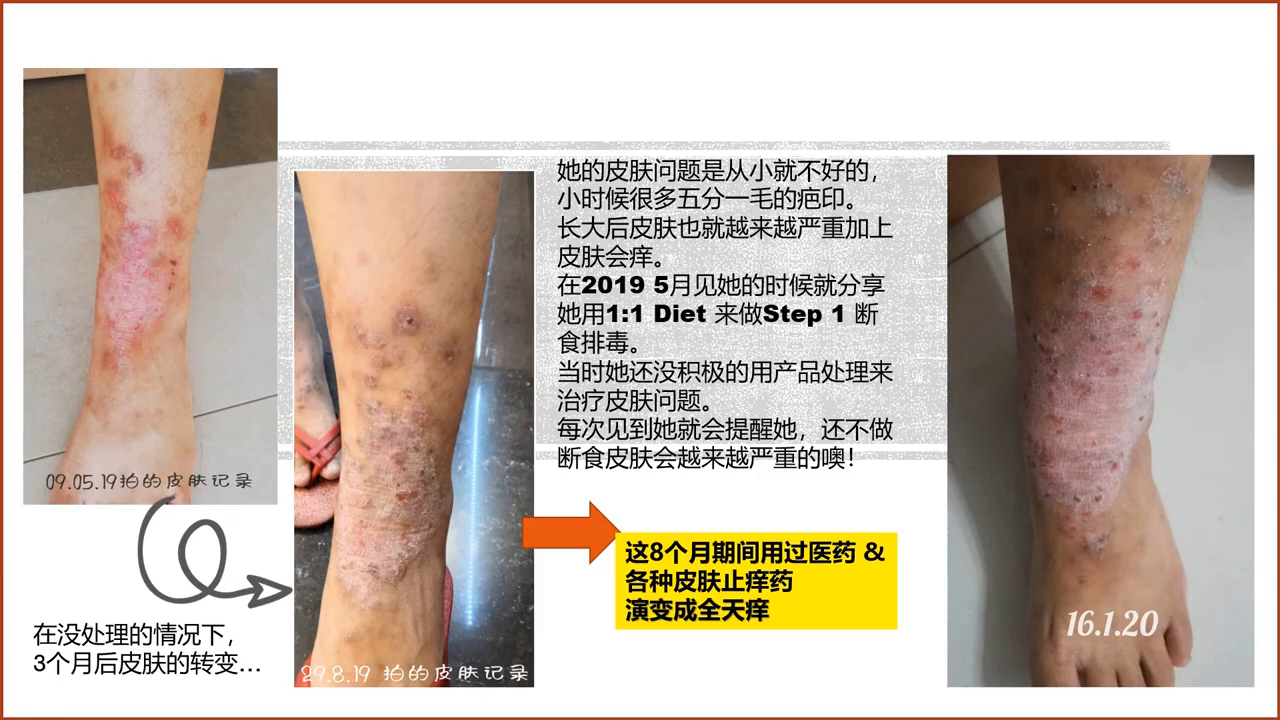 她的皮肤问题是从小就不好的，
小时候很多五分一毛的疤印。
长大后皮肤也就越来越严重加上
皮肤会痒。
在2019 5月见她的时候就分享
她用1:1 Diet 来做Step 1 断
食排毒。
当时她还没积极的用产品处理来
治疗皮肤问题。
每次见到她就会提醒她，还不做
断食皮肤会越来越严重的噢！
09.05.19拍的皮肤记录
在没处理的情况下，
3个月后皮肤的转变...
29.8.19 拍的皮肤记录
这8个月期间用过医药 &
各种皮肤止痒药
演变成全天痒
16.1.20